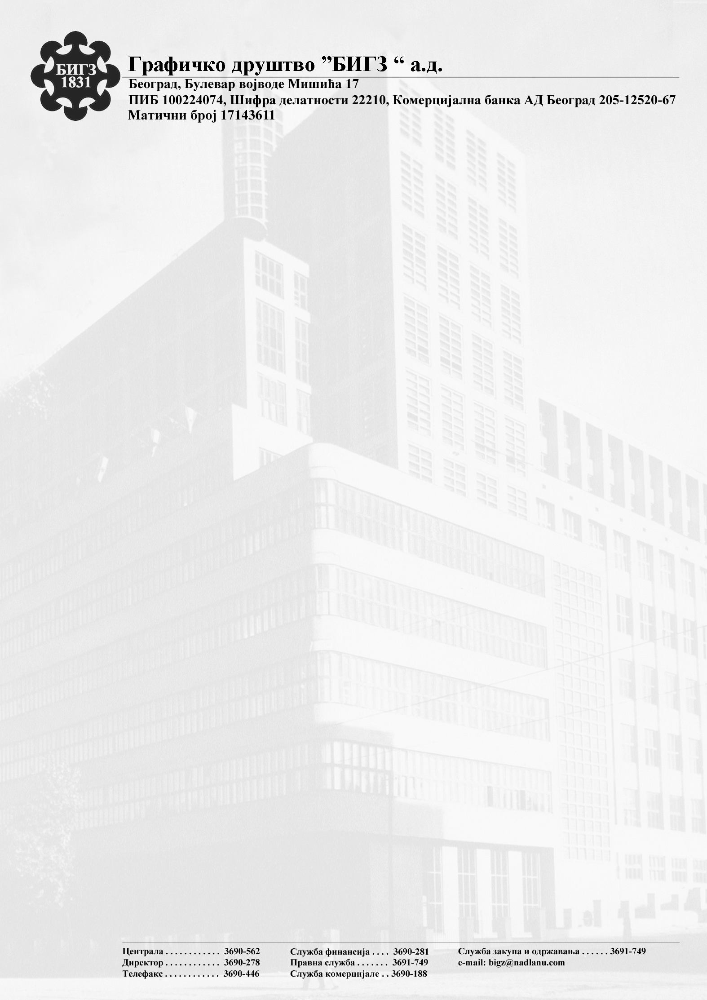 БИГЗ
1831
Графичко друштво ”БИГЗ “ а.д.
Београд, Булевар војводе Мишића 17
ПИБ 100224074, Шифра делатности 22210, Комерцијална банка АД Београд 205-12520-67
Матични број 17143611
Централа . . . . . . . . . . . . 3690-562
Директор . . . . . . . . . . . . 3690-278
Телефакс . . . . . . . . . . . . 3690-446
Служба финансија . . . . 3690-281
Правна служба . . . . . . . 3691-749
Служба комерцијале . . 3690-188
Служба закупа и одржавања . . . . . . 3691-749
e-mail: bigz@nadlanu.com